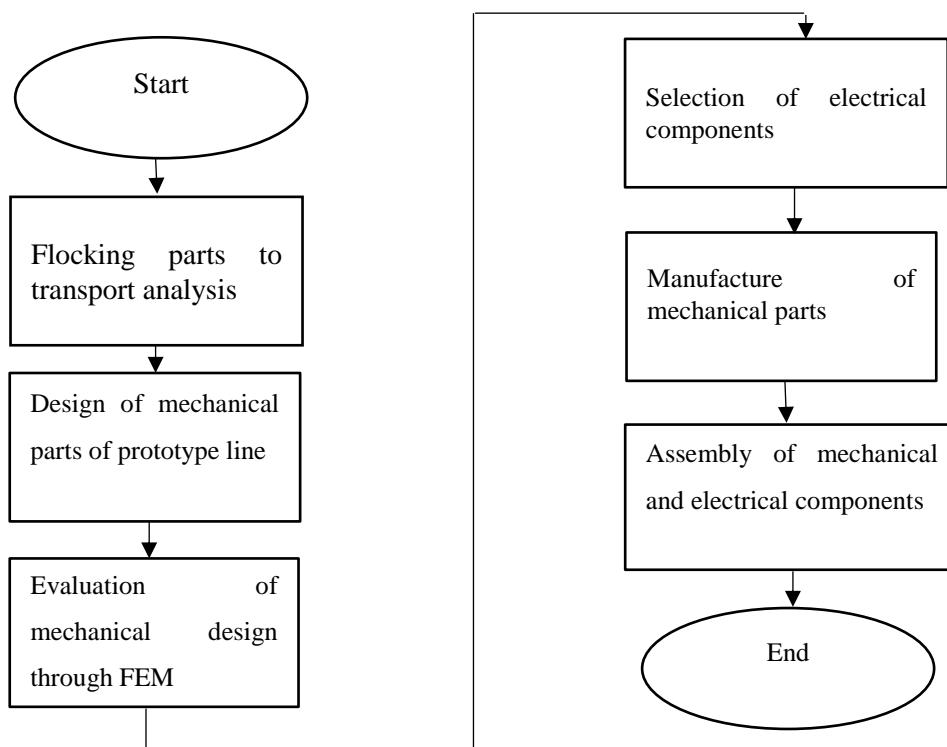 Start
Flocking parts to
transport analysis
Design of mechanical
parts of prototype line
Evaluation of
mechanical design
through FEM
Selection of electrical
components
Manufacture of
mechanical parts
Assembly of mechanical
and electrical components
End